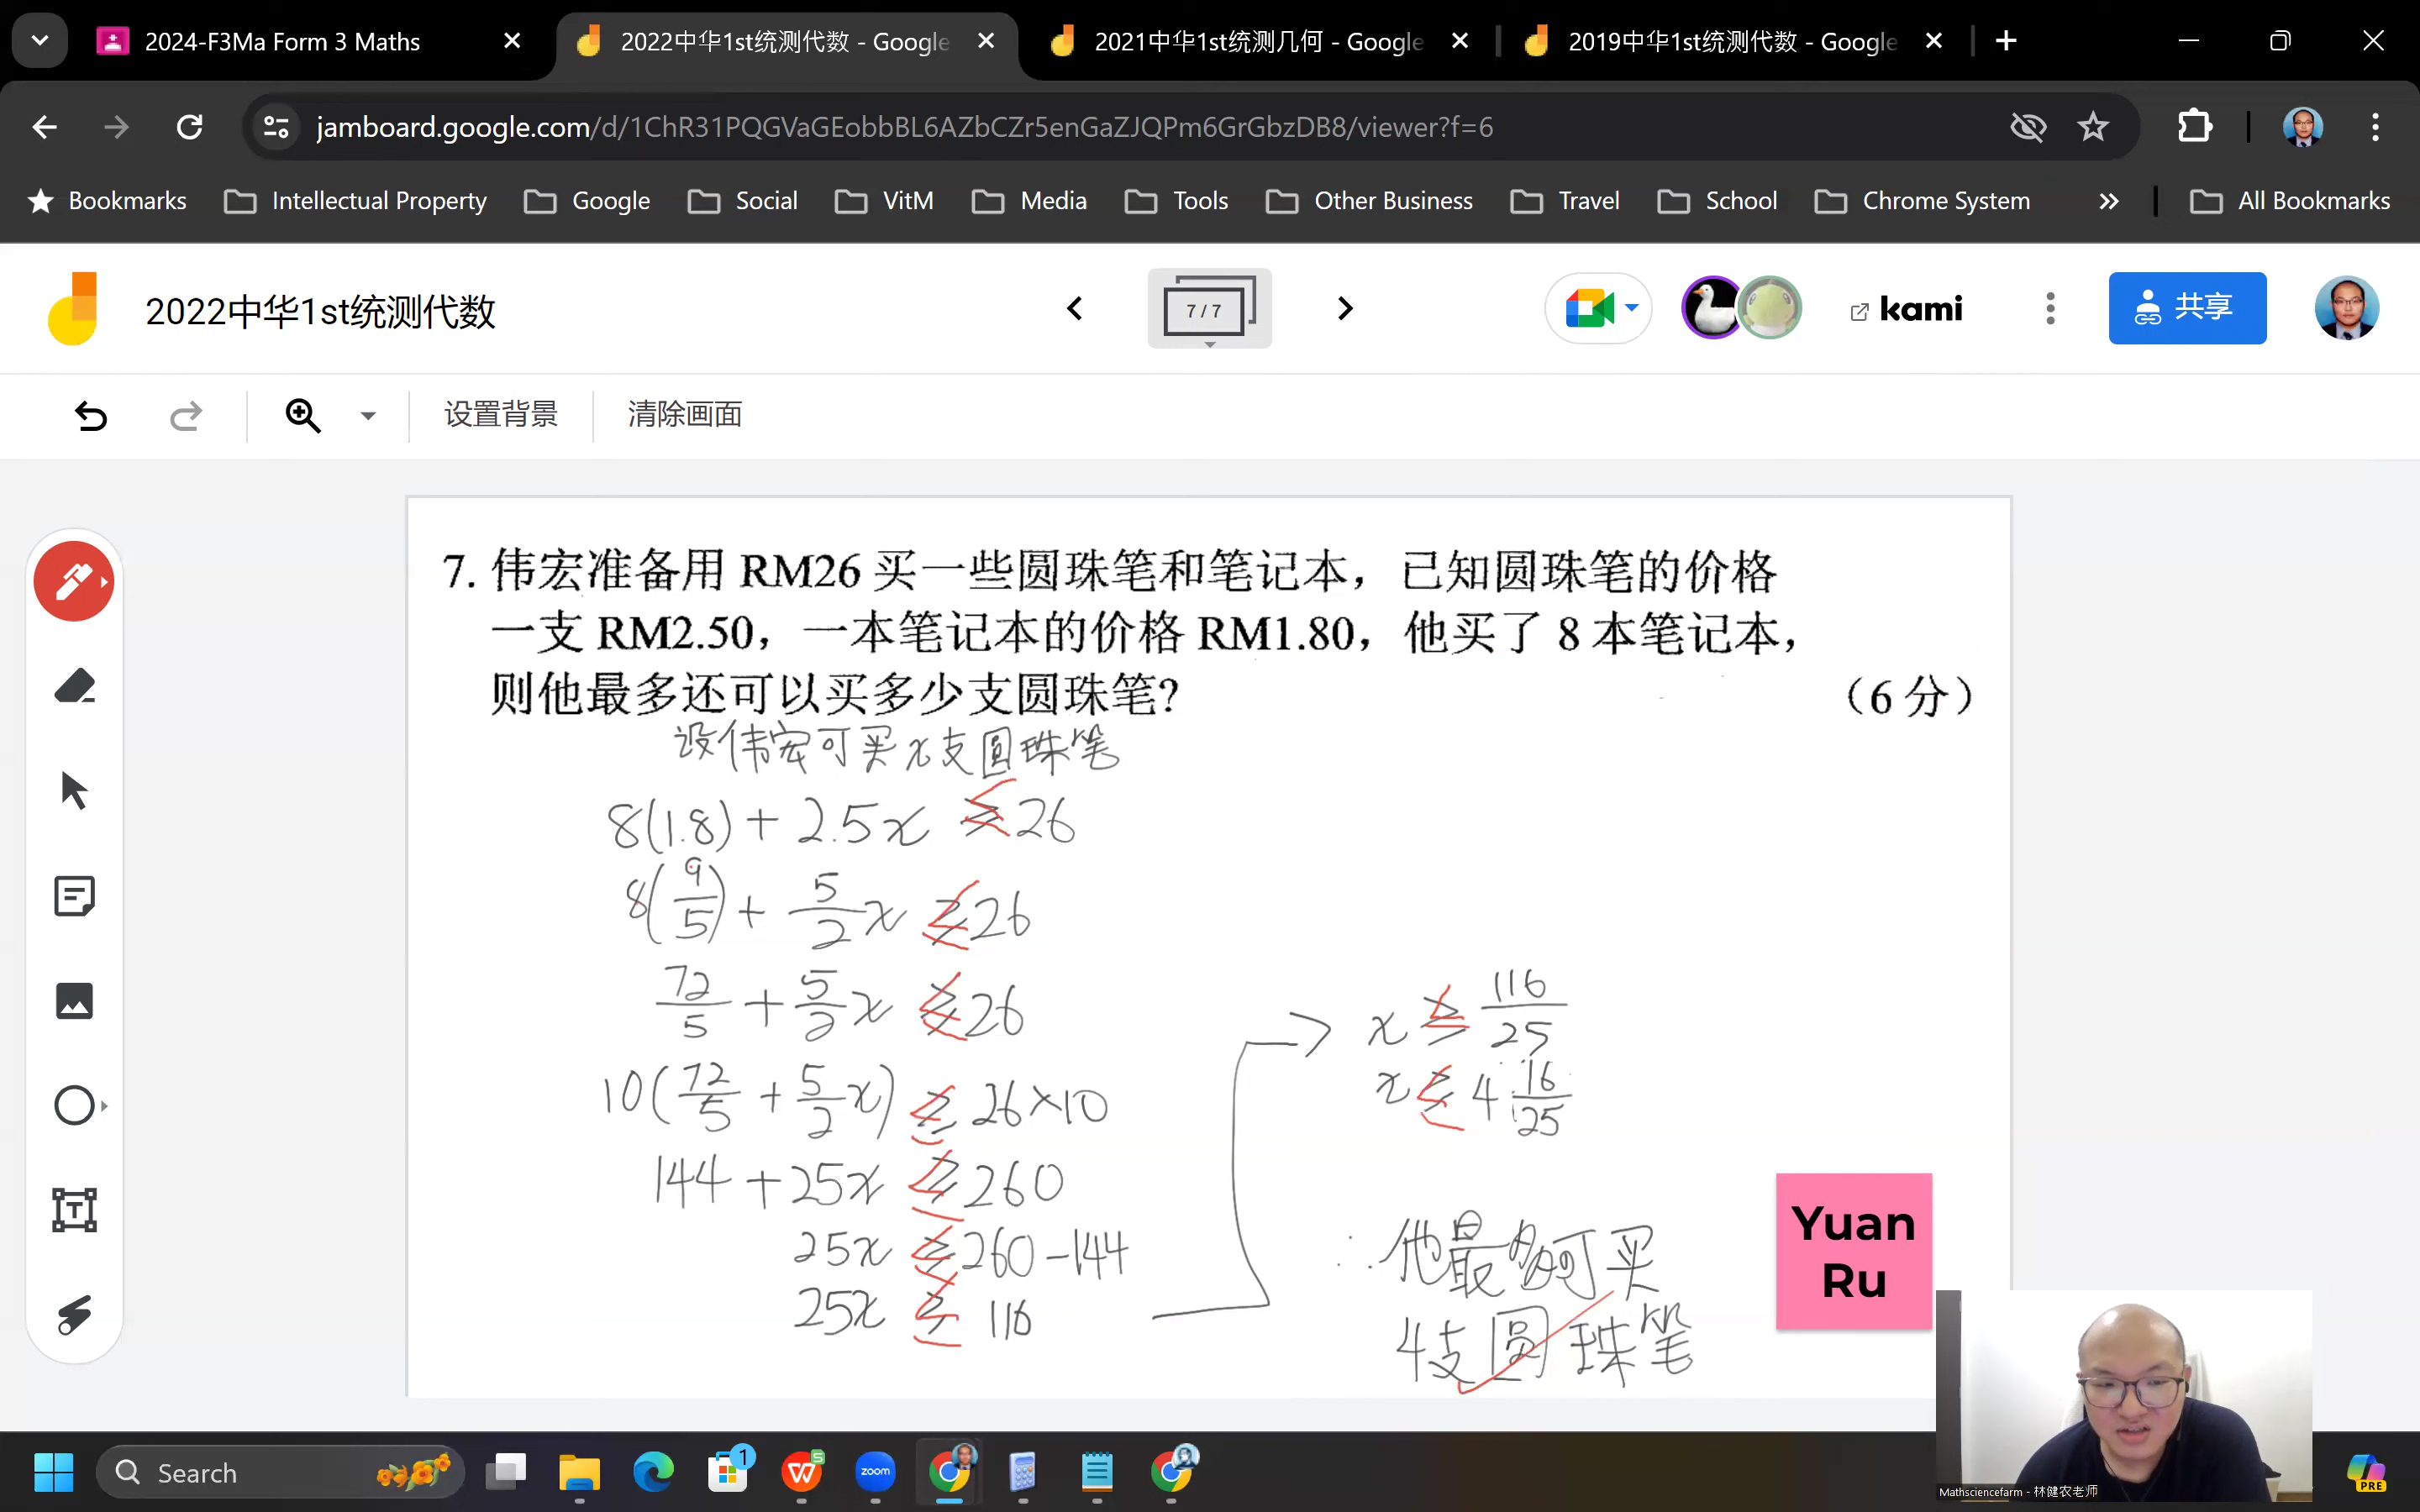 2024-F3Ma Form 3 Maths
2022中华1st统测代数 - Google
2021中华1st统测几何 - Google
2019中华1st统测代数 - Google
jamboard.google.com/d/1ChR31PQGVaGEobbBL6AZbCZr5enGaZJQPm6GrGbzDB8/viewer?f=6
Bookmarks
Intellectual Property
Google
Social
VitM
Media
Tools
Other Business
Travel
School
Chrome System
All Bookmarks
2022中华1st统测代数
7 / 7
kami
共享
设置背景
清除画面
7. 伟宏准备用 RM26 买一些圆珠笔和笔记本，已知圆珠笔的价格
一支 RM2.50，一本笔记本的价格 RM1.80，他买了 8 本笔记本，
则他最多还可以买多少支圆珠笔?
（6 分）
设伟宏可买 x 支圆珠笔
8(1.8) + 2.5x ≤ 26
8(9/5) + 5/2 x ≤ 26
72/5 + 5/2 x ≤ 26
10(72/5 + 5/2 x) ≤ 26×10
144 + 25x ≤ 260
25x ≤ 260 - 144
25x ≤ 116
x ≤ 116/25
x ≤ 4 16/25
∴ 他最多可买
4支圆珠笔
Yuan
Ru
Mathsciencefarm - 林健农老师
Search
1
zoom
PRE